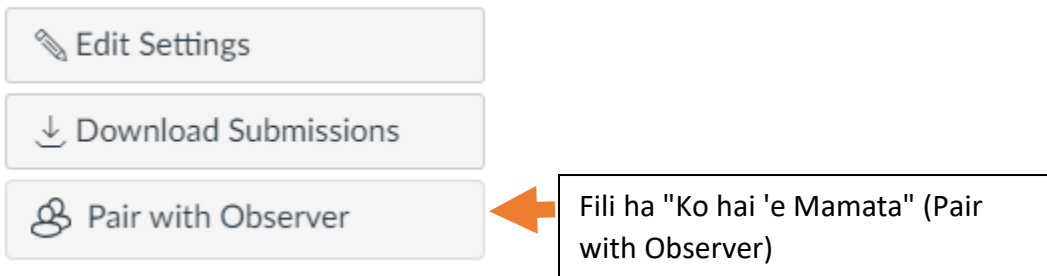 Edit Settings
Download Submissions
Pair with Observer
Fili ha "Ko hai 'e Mamata" (Pair
with Observer)